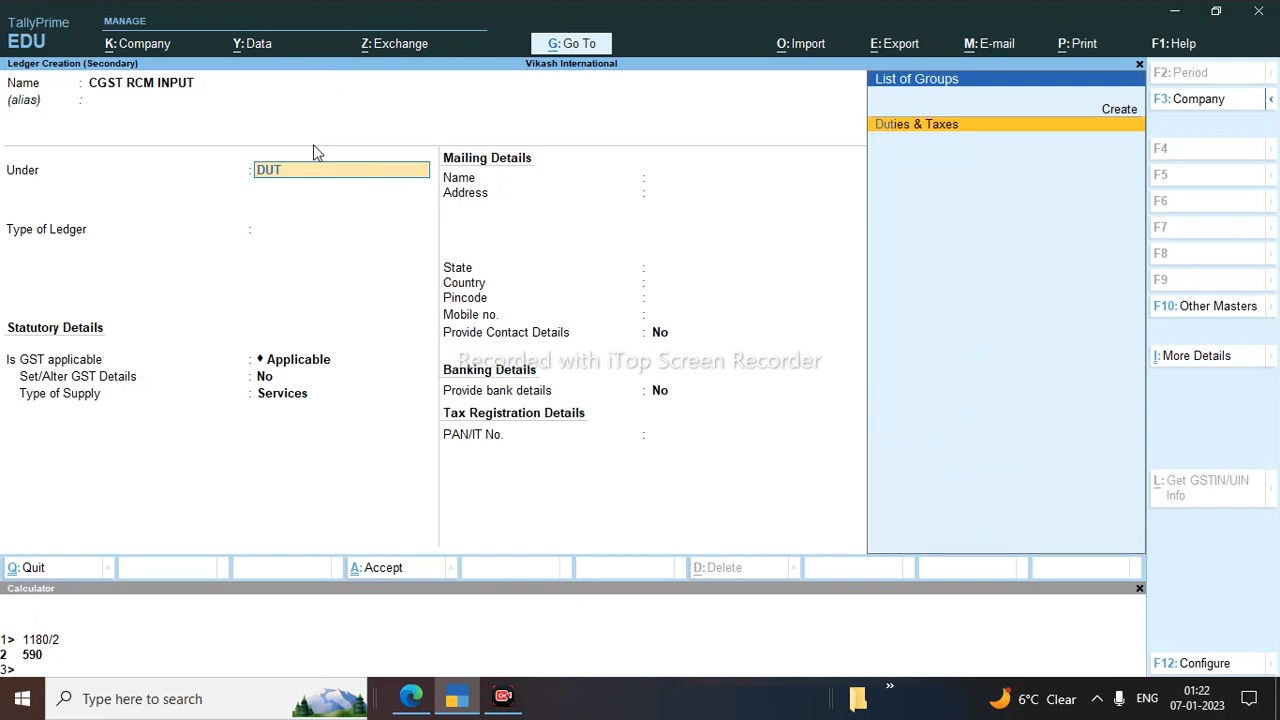 TallyPrime
EDU
MANAGE
K: Company
Y: Data
Z: Exchange
G: Go To
O: Import
E: Export
M: E-mail
P: Print
F1: Help
Ledger Creation (Secondary)
Vikash International
Name : CGST RCM INPUT
(alias) :
Under : DUT
Type of Ledger :
Statutory Details
Is GST applicable : ♦ Applicable
Set/Alter GST Details : No
Type of Supply : Services
Mailing Details
Name :
Address :
State :
Country :
Pincode :
Mobile no. :
Provide Contact Details : No
Recorded with iTop Screen Recorder
Banking Details
Provide bank details : No
Tax Registration Details
PAN/IT No. :
List of Groups
Create
Duties & Taxes
F2: Period
F3: Company
F4
F5
F6
F7
F8
F9
F10: Other Masters
I: More Details
L: Get GSTIN/UIN
Info
F12: Configure
Q: Quit
A: Accept
D: Delete
Calculator
1> 1180/2
2 590
3>
Type here to search
6°C Clear
ENG
01:22
07-01-2023